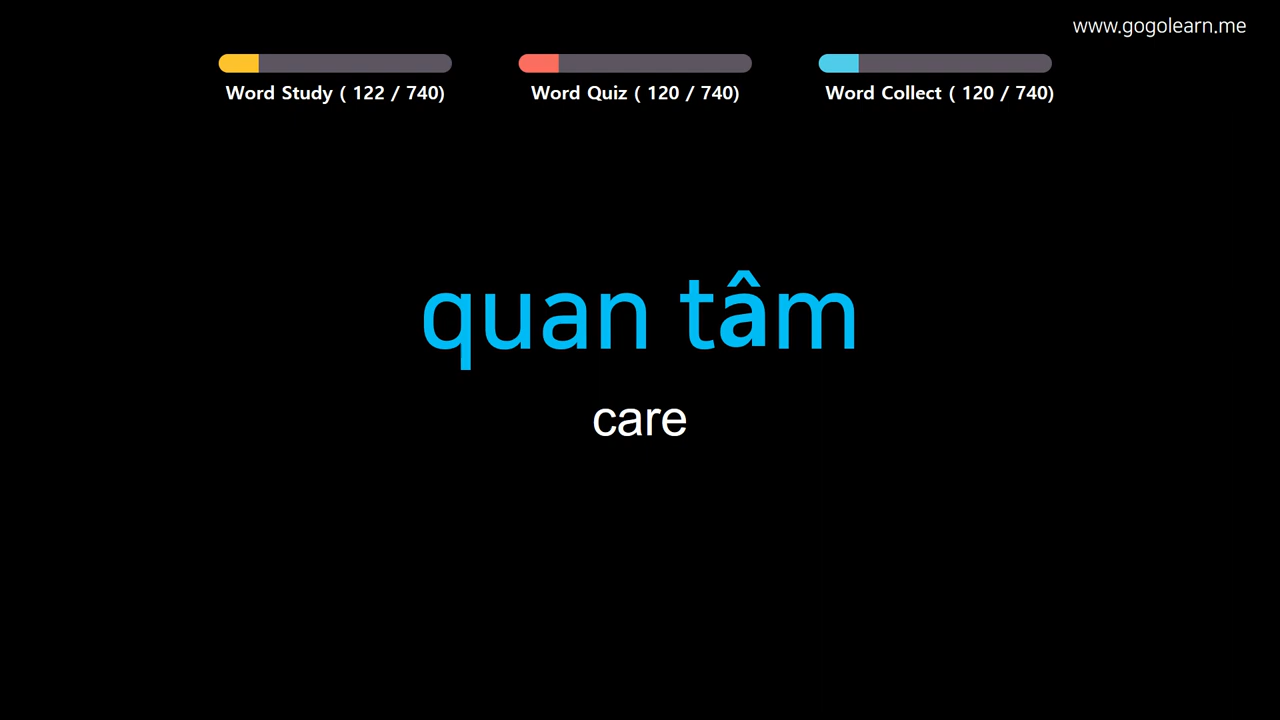 www.gogolearn.me
Word Study ( 122 / 740)
Word Quiz ( 120 / 740)
Word Collect ( 120 / 740)
quan tâm
care